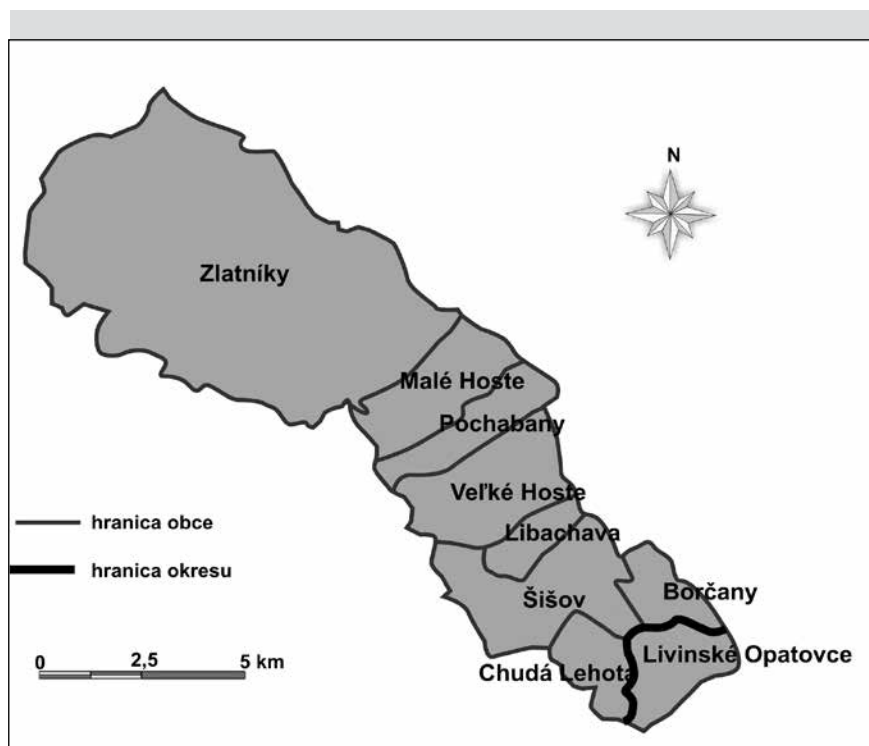 N
Zlatníky
Malé Hoste
Pochabany
Veľké Hoste
hranica obce
Libachava
hranica okresu
Borčany
Šišov
Livinské Opatovce
Chudá Lehota
0 2,5 5 km